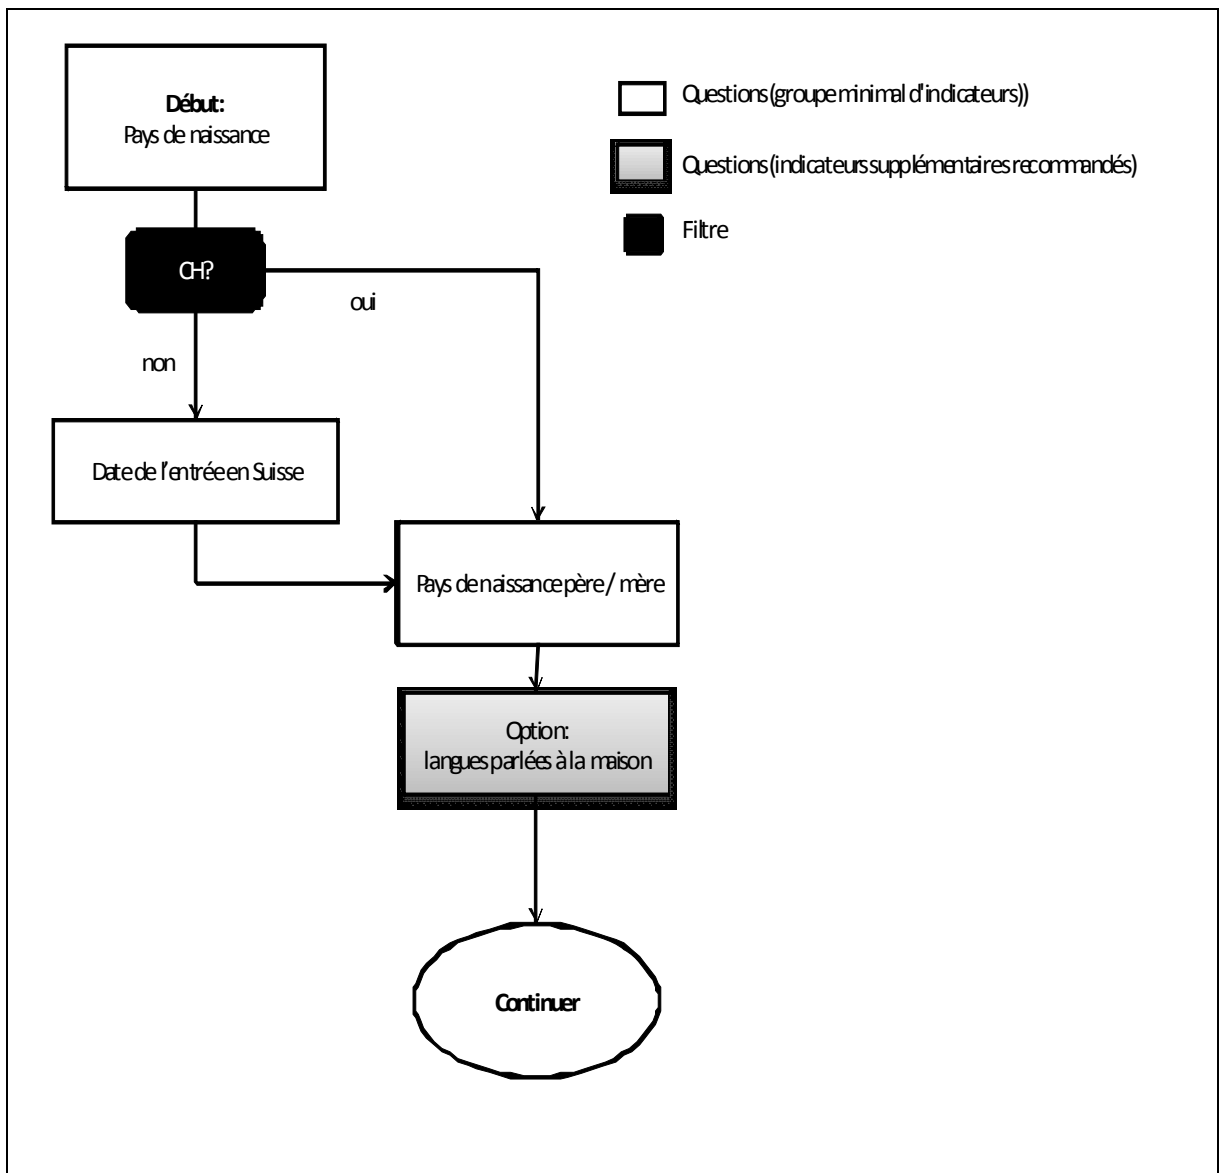 Début:
Pays de naissance
Questions (groupe minimal d'indicateurs))
Questions (indicateurs supplémentaires recommandés)
Filtre
CH?
oui
non
Date de l'entrée en Suisse
Pays de naissance père / mère
Option:
langues parlées à la maison
Continuer